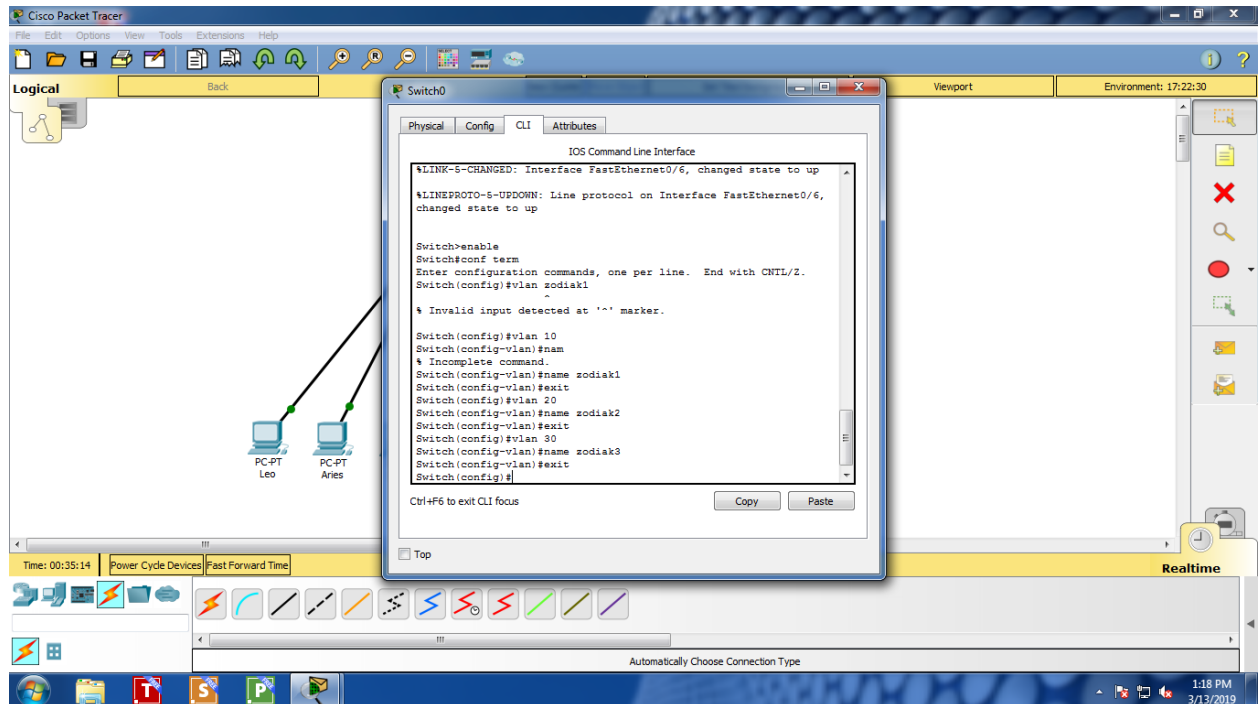 Cisco Packet Tracer
File Edit Options View Tools Extensions Help
Logical
Back
Viewport
Environment: 17:22:30
Switch0
Physical Config CLI Attributes
IOS Command Line Interface
%LINK-5-CHANGED: Interface FastEthernet0/6, changed state to up
%LINEPROTO-5-UPDOWN: Line protocol on Interface FastEthernet0/6,
changed state to up
Switch>enable
Switch#conf term
Enter configuration commands, one per line.  End with CNTL/Z.
Switch(config)#vlan zodiak1
^
% Invalid input detected at '^' marker.
Switch(config)#vlan 10
Switch(config-vlan)#nam
% Incomplete command.
Switch(config-vlan)#name zodiak1
Switch(config-vlan)#exit
Switch(config)#vlan 20
Switch(config-vlan)#name zodiak2
Switch(config-vlan)#exit
Switch(config)#vlan 30
Switch(config-vlan)#name zodiak3
Switch(config-vlan)#exit
Switch(config)#
Ctrl+F6 to exit CLI focus
Copy
Paste
Top
PC-PT
Leo
PC-PT
Aries
Time: 00:35:14
Power Cycle Devices
Fast Forward Time
Realtime
Automatically Choose Connection Type
1:18 PM
3/13/2019